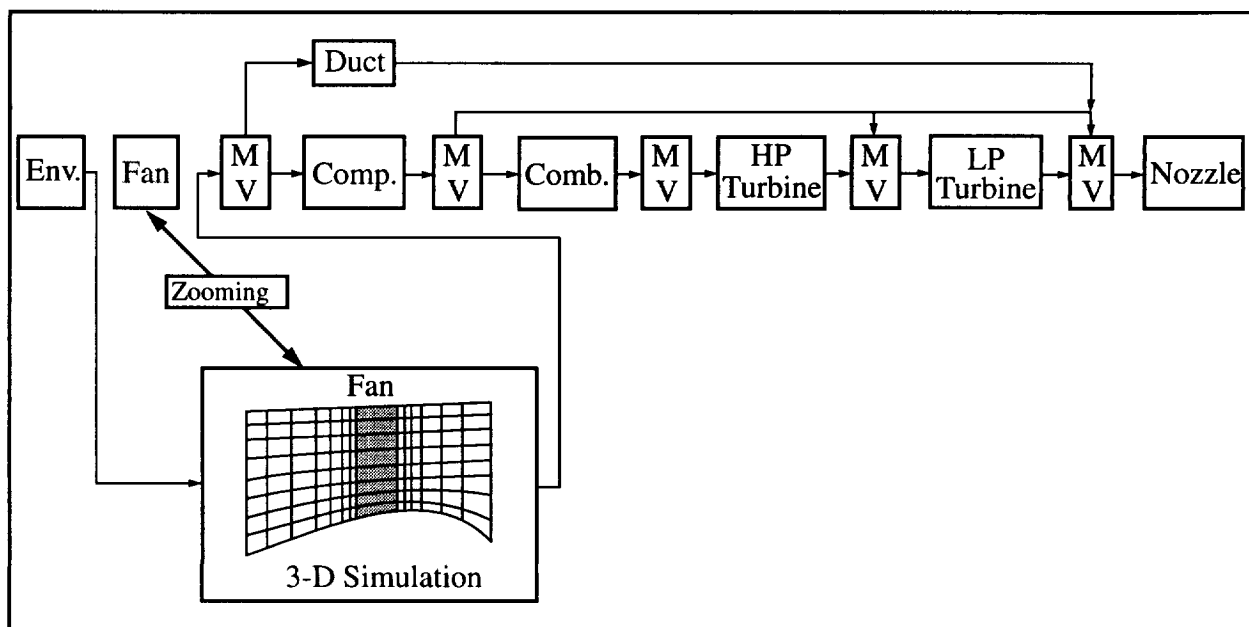 Duct
Env.
Fan
M
V
Comp.
M
V
Comb.
M
V
HP
Turbine
M
V
LP
Turbine
M
V
Nozzle
Zooming
Fan
3-D Simulation